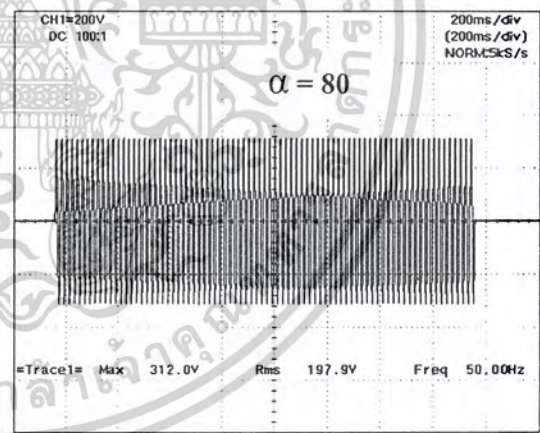 CH1=200V
DC 100:1
200ms/div
(200ms/div)
NORM:5kS/s
α = 80
=Trace1= Max 312.0V Rms 197.9V Freq 50.00Hz